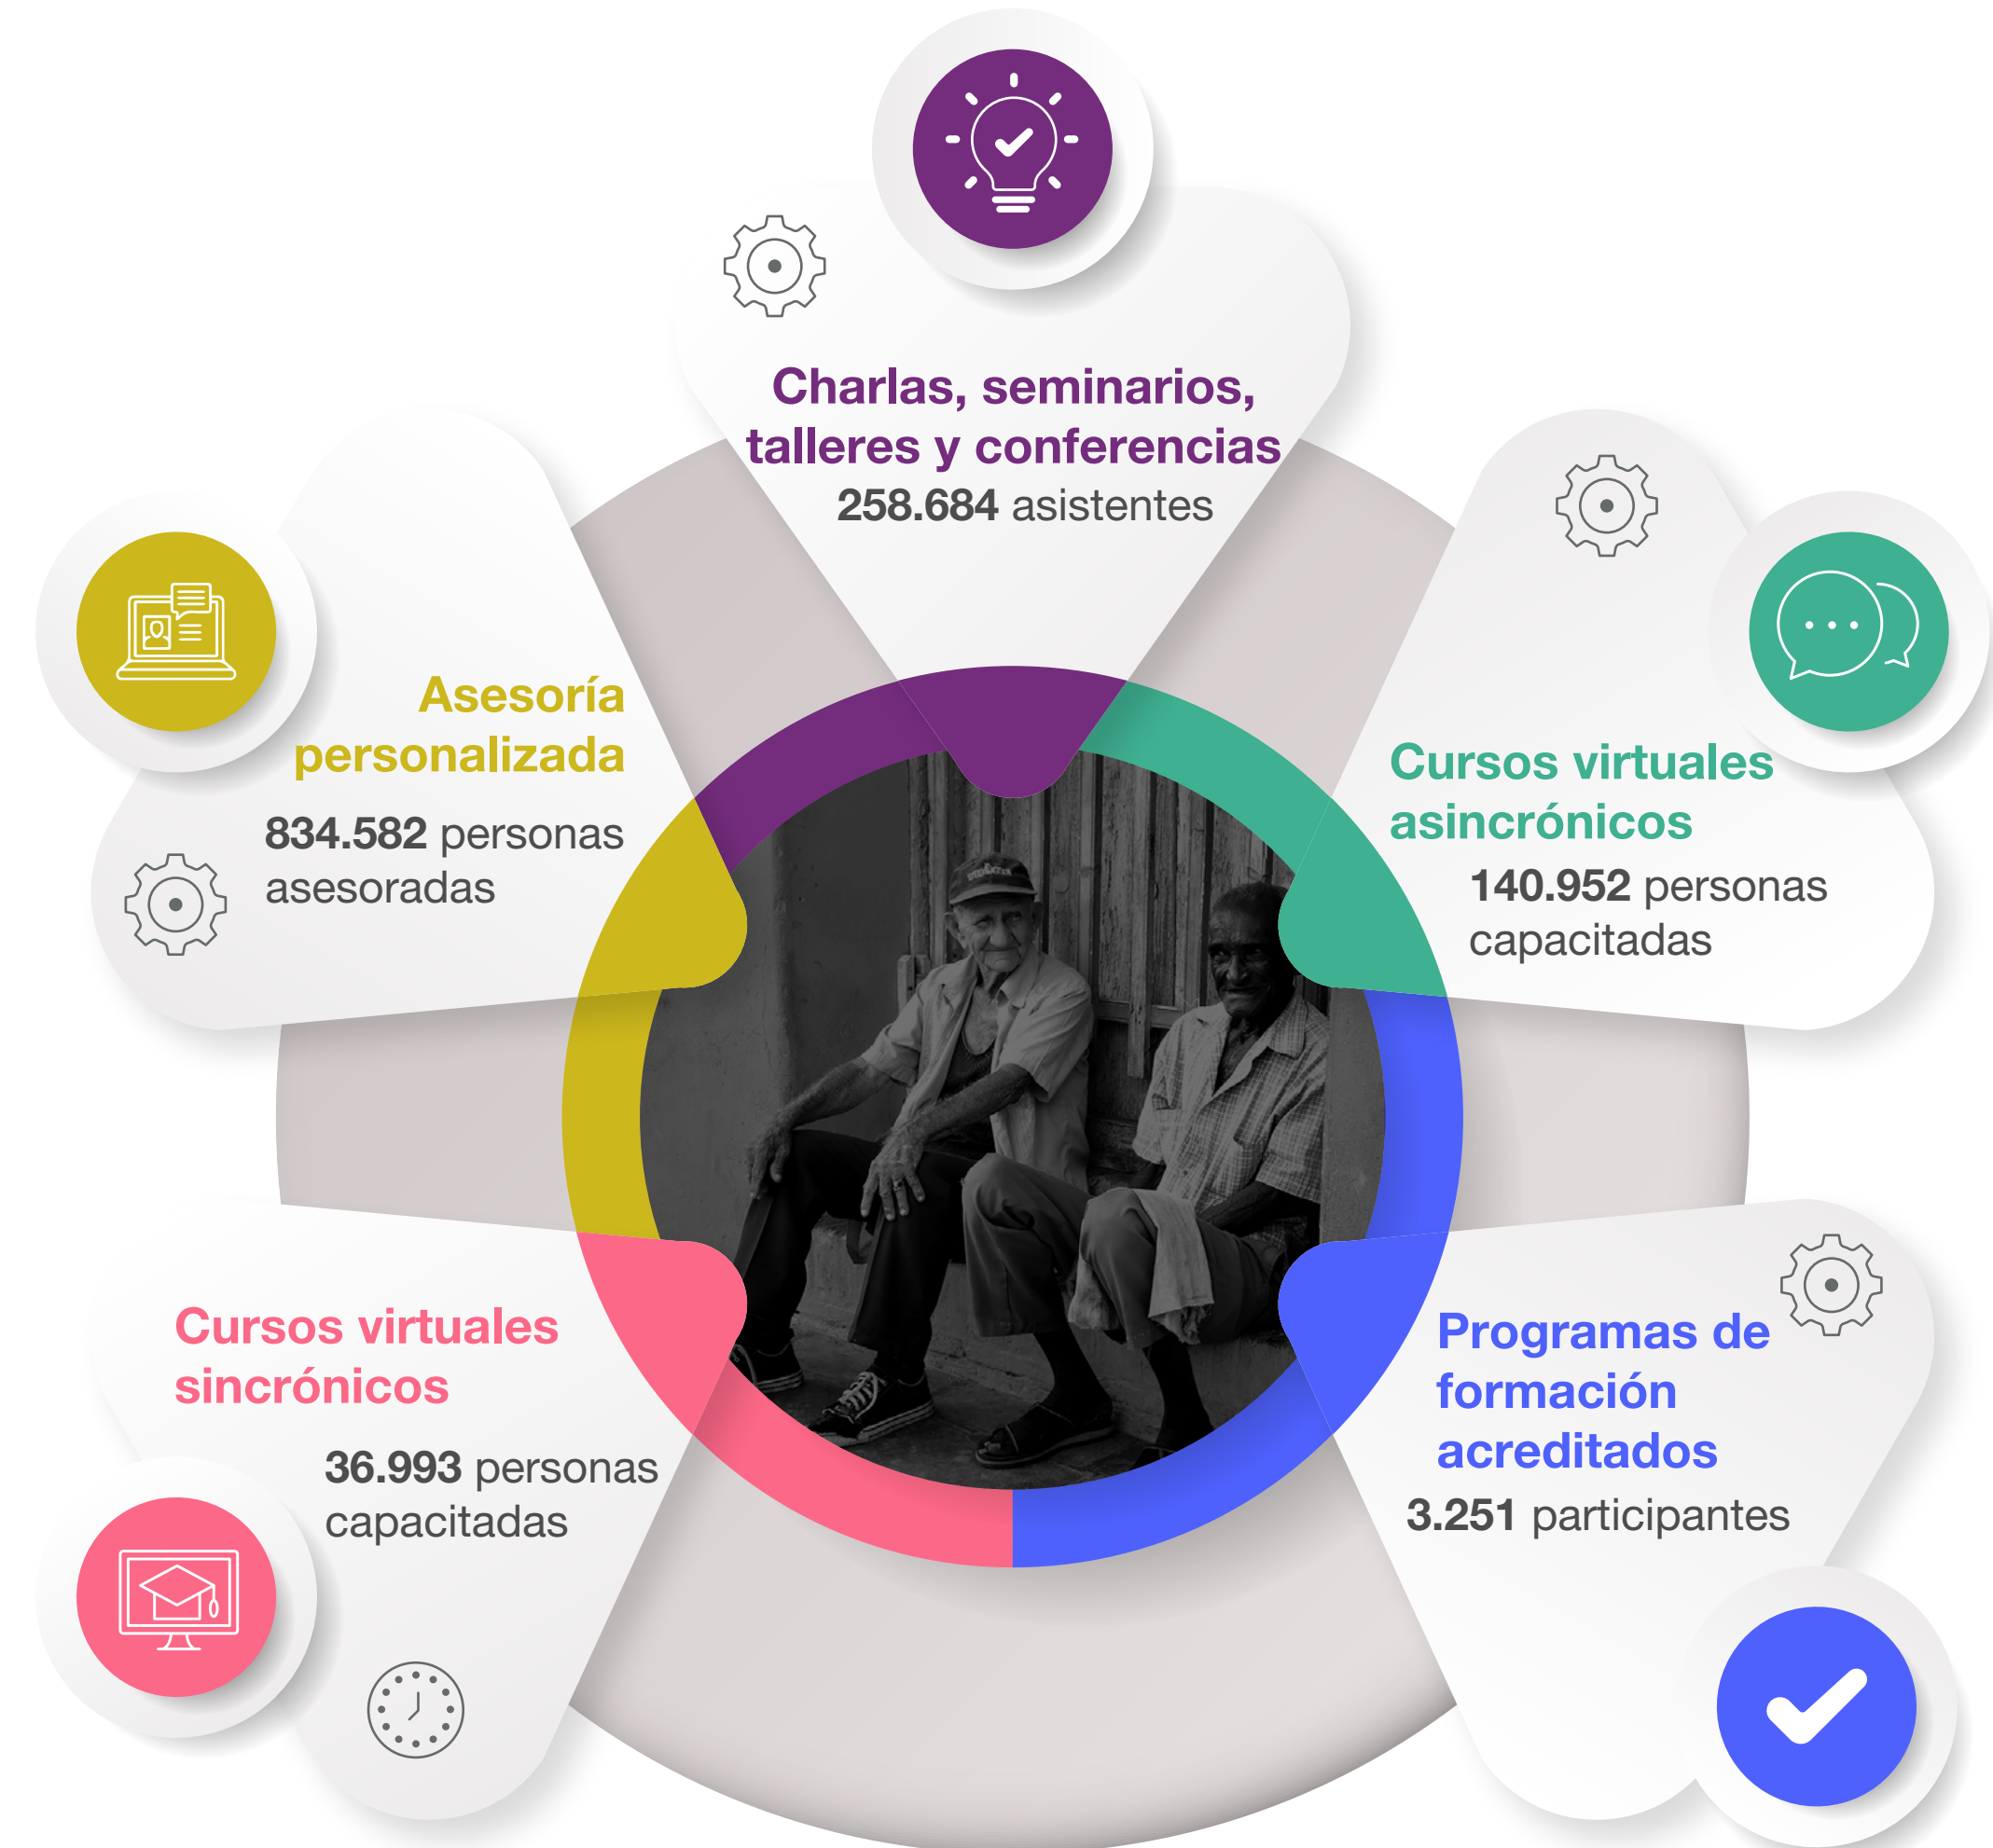 Charlas, seminarios,
talleres y conferencias
258.684 asistentes
Asesoría
personalizada
834.582 personas
asesoradas
Cursos virtuales
asincrónicos
140.952 personas
capacitadas
Cursos virtuales
sincrónicos
36.993 personas
capacitadas
Programas de
formación
acreditados
3.251 participantes